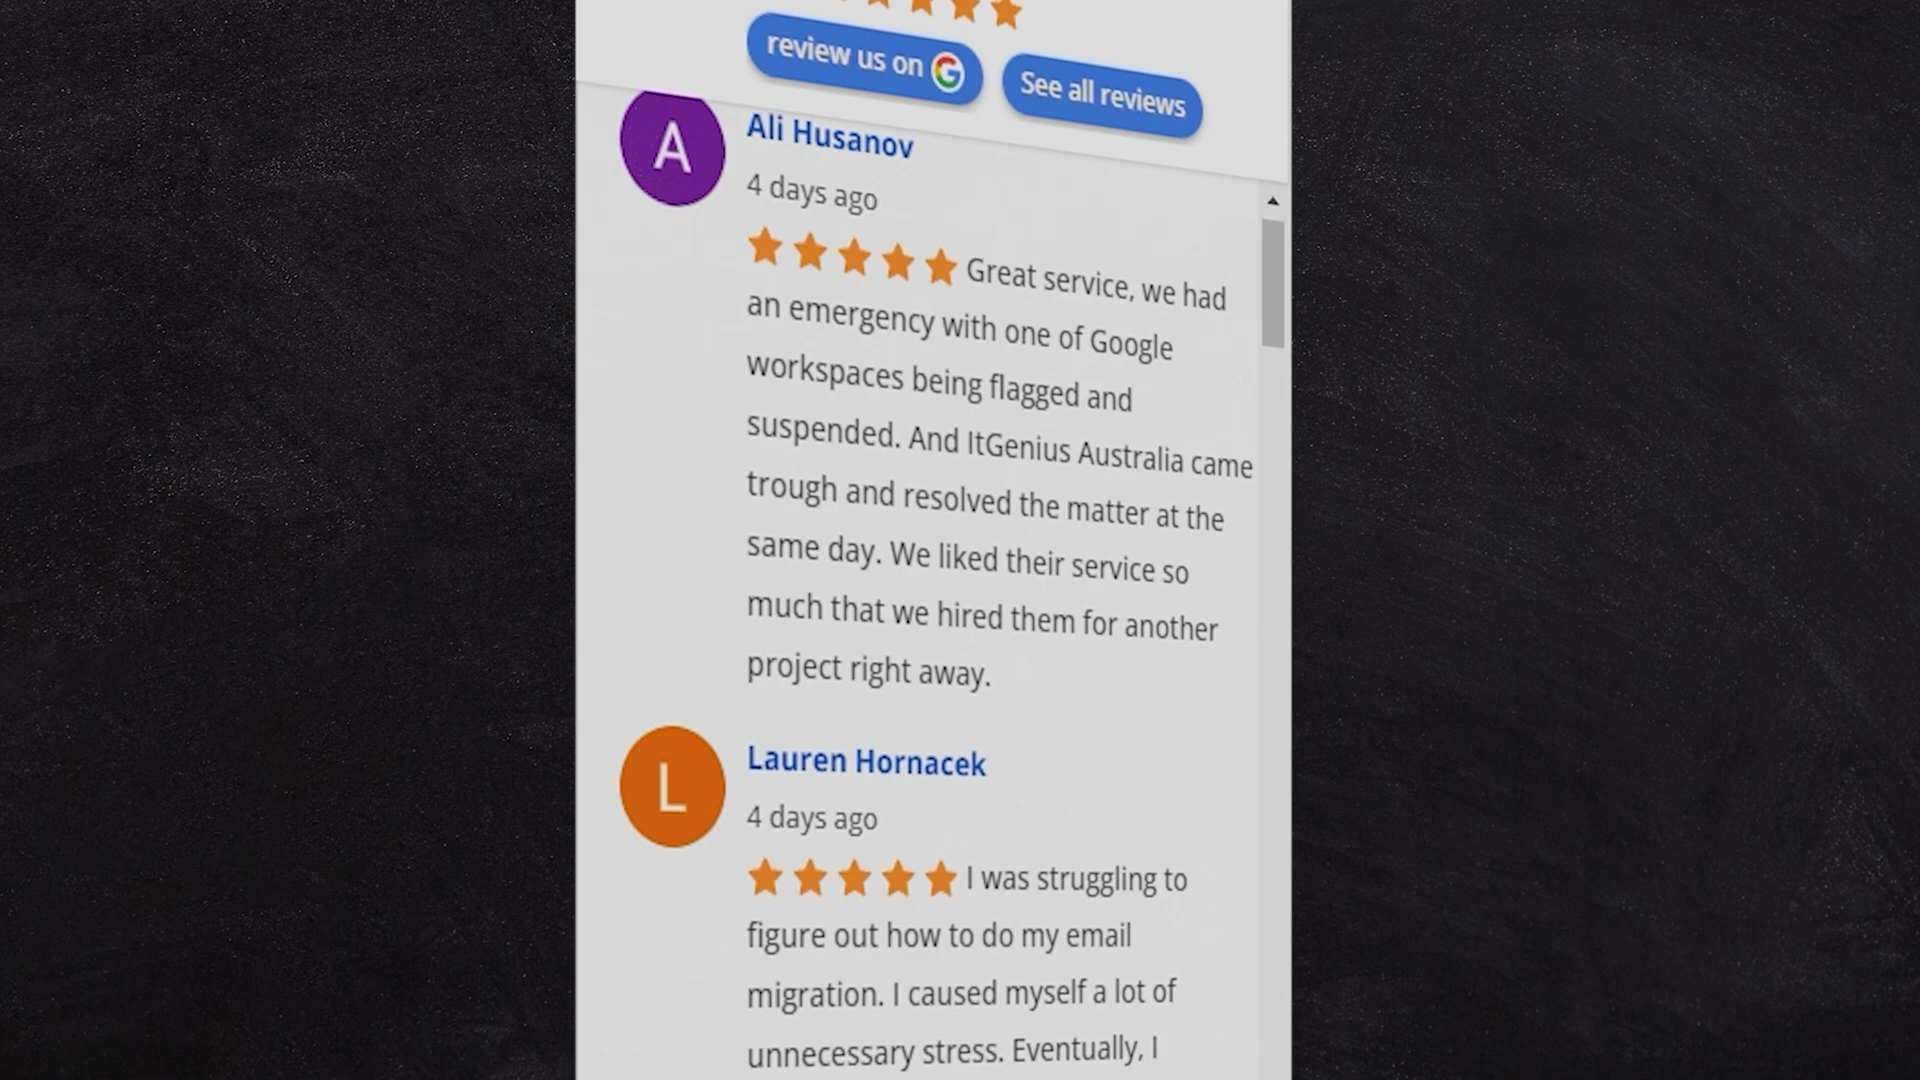 review us on G
See all reviews
A
Ali Husanov
4 days ago
Great service, we had
an emergency with one of Google
workspaces being flagged and
suspended. And ItGenius Australia came
trough and resolved the matter at the
same day. We liked their service so
much that we hired them for another
project right away.
L
Lauren Hornacek
4 days ago
I was struggling to
figure out how to do my email
migration. I caused myself a lot of
unnecessary stress. Eventually, I